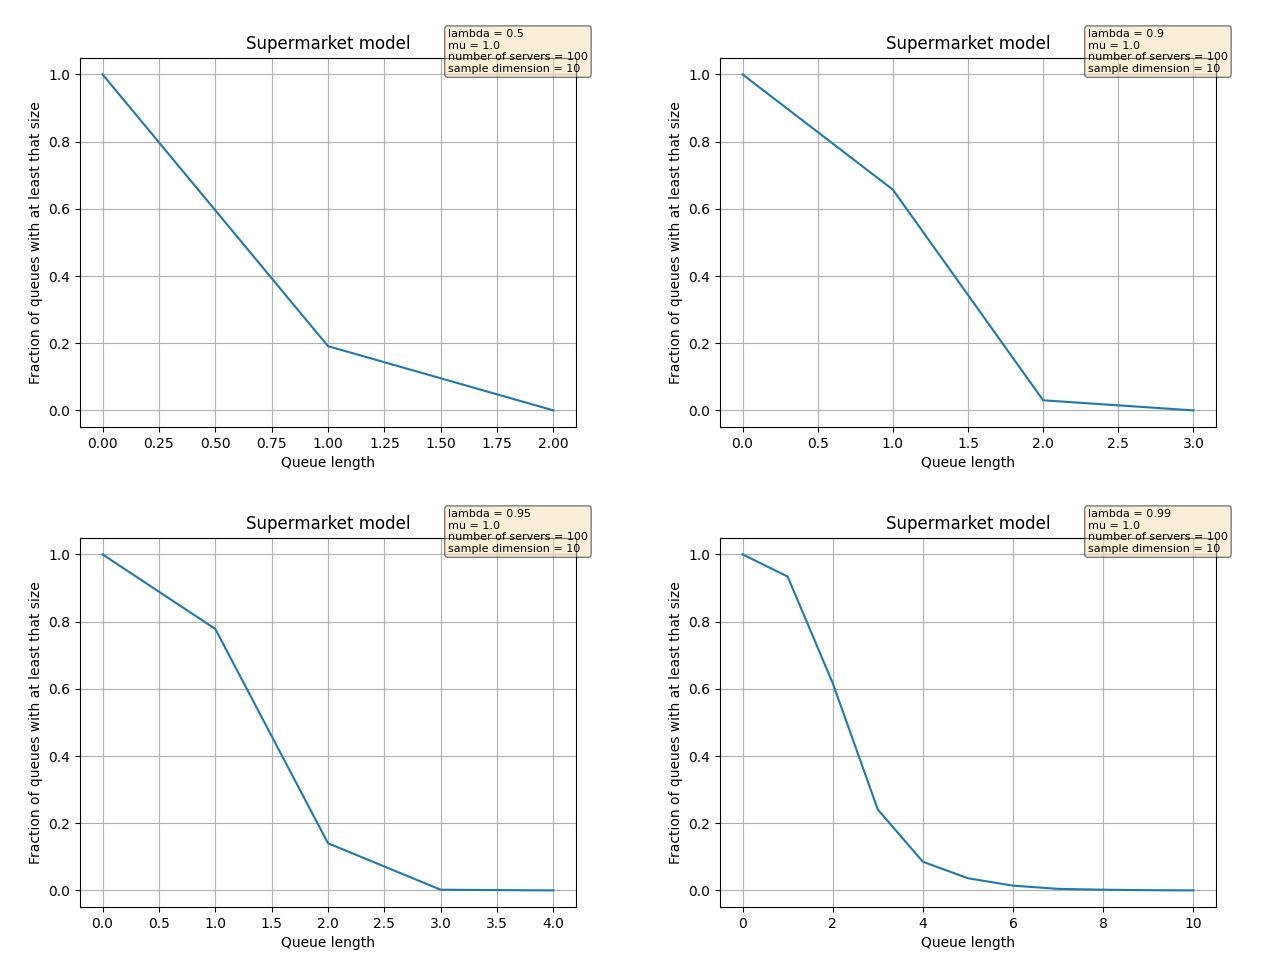 Supermarket model
lambda = 0.5
mu = 1.0
number of servers = 100
sample dimension = 10
Fraction of queues with at least that size
1.0
0.8
0.6
0.4
0.2
0.0
0.00 0.25 0.50 0.75 1.00 1.25 1.50 1.75 2.00
Queue length
Supermarket model
lambda = 0.9
mu = 1.0
number of servers = 100
sample dimension = 10
Fraction of queues with at least that size
1.0
0.8
0.6
0.4
0.2
0.0
0.0 0.5 1.0 1.5 2.0 2.5 3.0
Queue length
Supermarket model
lambda = 0.95
mu = 1.0
number of servers = 100
sample dimension = 10
Fraction of queues with at least that size
1.0
0.8
0.6
0.4
0.2
0.0
0.0 0.5 1.0 1.5 2.0 2.5 3.0 3.5 4.0
Queue length
Supermarket model
lambda = 0.99
mu = 1.0
number of servers = 100
sample dimension = 10
Fraction of queues with at least that size
1.0
0.8
0.6
0.4
0.2
0.0
0 2 4 6 8 10
Queue length